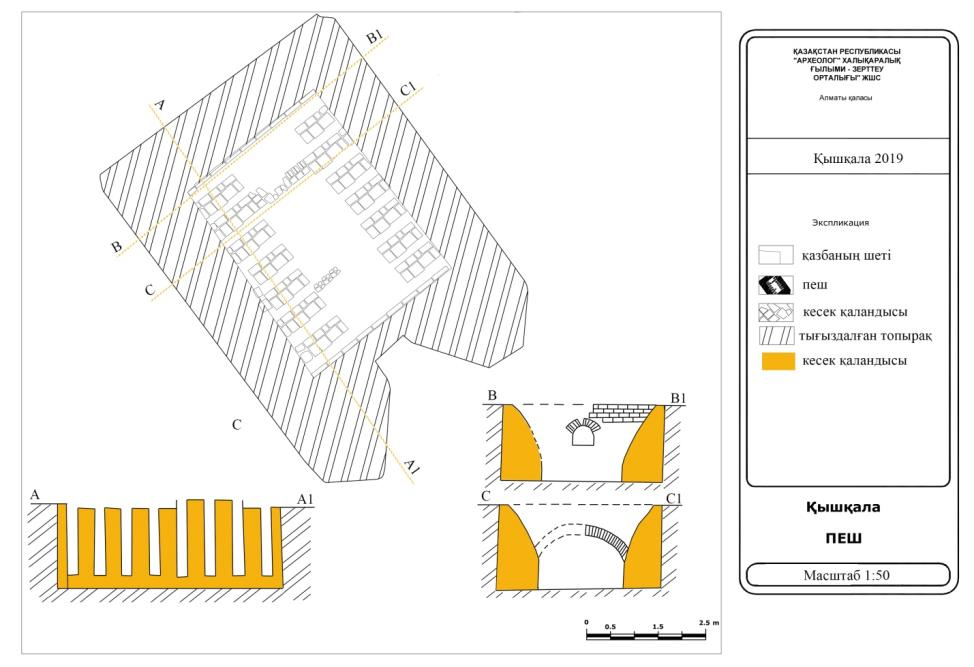 B1
A
C1
B
C
C
A1
B
B1
C
C1
A
A1
0
0.5
1.5
2.5 m
ҚАЗАҚСТАН РЕСПУБЛИКАСЫ
"АРХЕОЛОГ" ХАЛЫҚАРАЛЫҚ
ҒЫЛЫМИ - ЗЕРТТЕУ
ОРТАЛЫҒЫ" ЖШС
Алматы қаласы
Қышқала 2019
Экспликация
қазбаның шеті
пеш
кесек қаландысы
тығыздалған топырақ
кесек қаландысы
Қышқала
ПЕШ
Масштаб 1:50